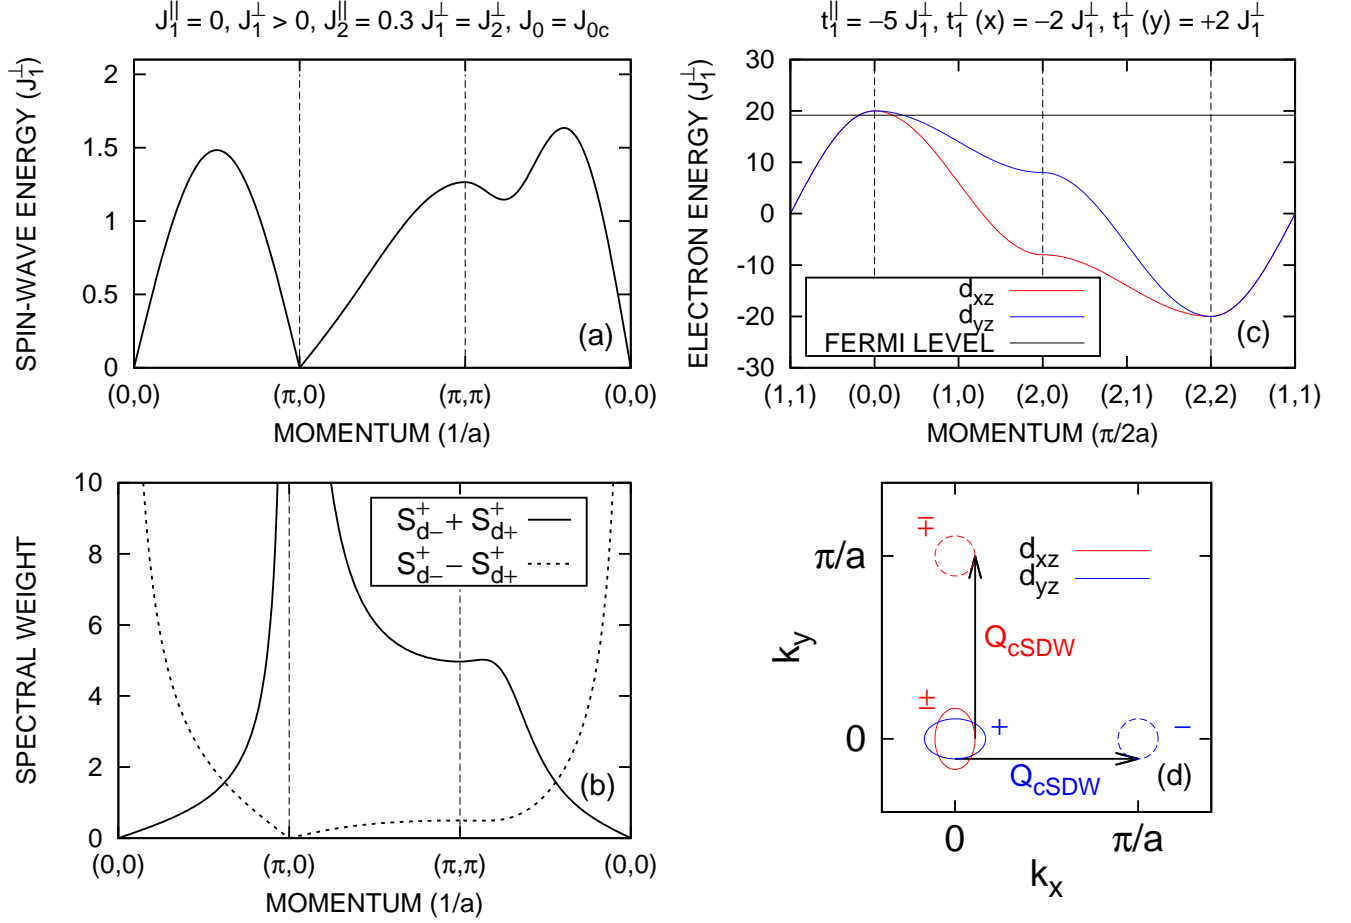 J₁^∥ = 0, J₁^⊥ > 0, J₂^∥ = 0.3 J₁^⊥ = J₂^⊥, J₀ = J₀c
SPIN-WAVE ENERGY (J₁^⊥)
2
1.5
1
0.5
0
(a)
(0,0) (π,0) (π,π) (0,0)
MOMENTUM (1/a)
t₁^∥ = −5 J₁^⊥, t₁^⊥ (x) = −2 J₁^⊥, t₁^⊥ (y) = +2 J₁^⊥
ELECTRON ENERGY (J₁^⊥)
30
20
10
0
-10
-20
-30
d_xz
d_yz
FERMI LEVEL
(c)
(1,1) (0,0) (1,0) (2,0) (2,1) (2,2) (1,1)
MOMENTUM (π/2a)
SPECTRAL WEIGHT
10
8
6
4
2
0
S_d−^+ + S_d+^+
S_d−^+ − S_d+^+
(b)
(0,0) (π,0) (π,π) (0,0)
MOMENTUM (1/a)
k_y
π/a
0
∓
d_xz
d_yz
Q_cSDW
±
+
−
Q_cSDW
(d)
0 π/a
k_x